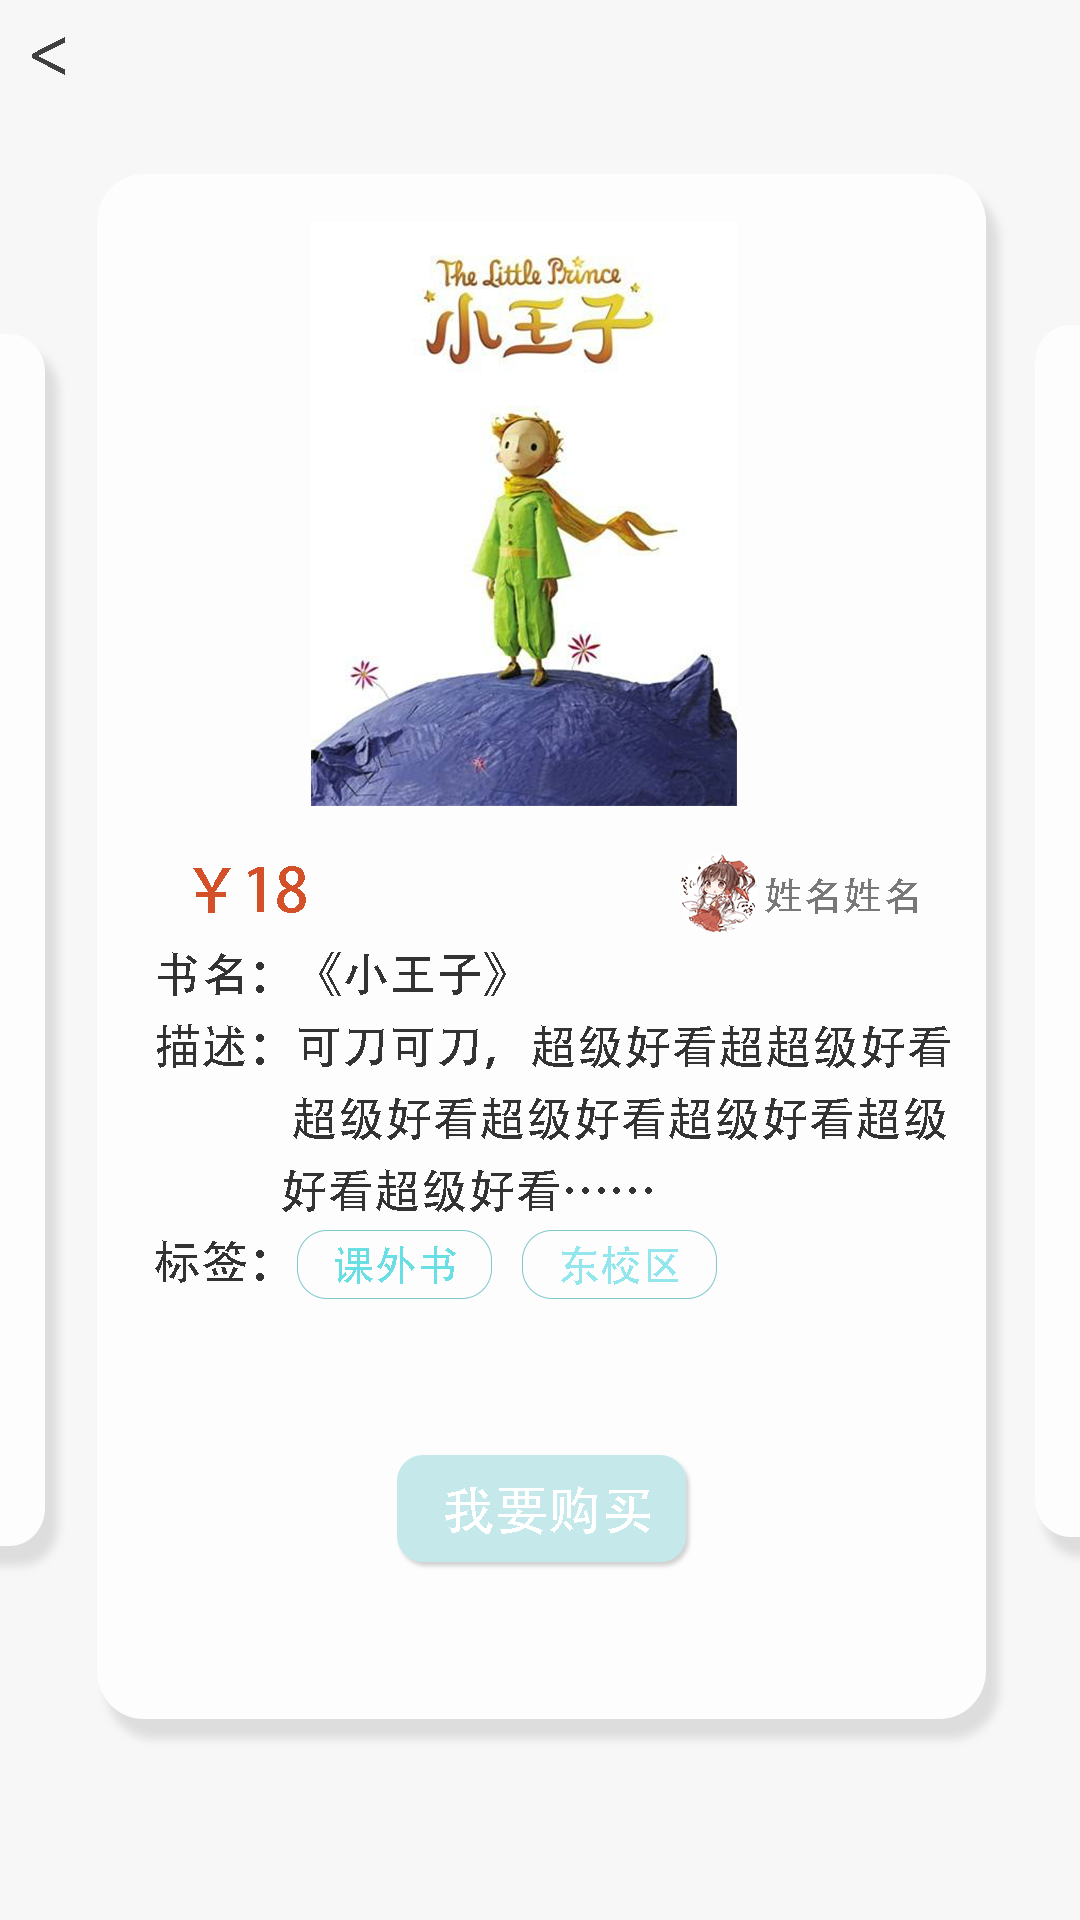 <
The Little Prince
小王子
¥18
姓名姓名
书名：《小王子》
描述：可刀可刀，超级好看超超级好看
超级好看超级好看超级好看超级
好看超级好看……
标签：课外书 东校区
我要购买